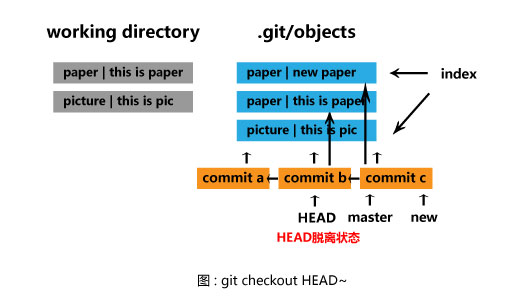 working directory
.git/objects
paper | this is paper
paper | new paper
index
picture | this is pic
paper | this is paper
picture | this is pic
commit a
commit b
commit c
HEAD
master
new
HEAD脱离状态
图 : git checkout HEAD~